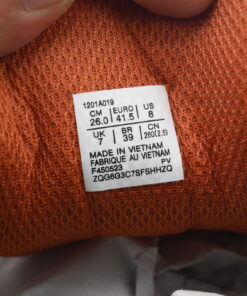 1201A019
CM EURO US
26.0 41.5 8
UK BR CN
7 39 260(2.5)
MADE IN VIETNAM
FABRIQUE AU VIETNAM
F450523 PV
ZQG6G3C7SFSHHZQ